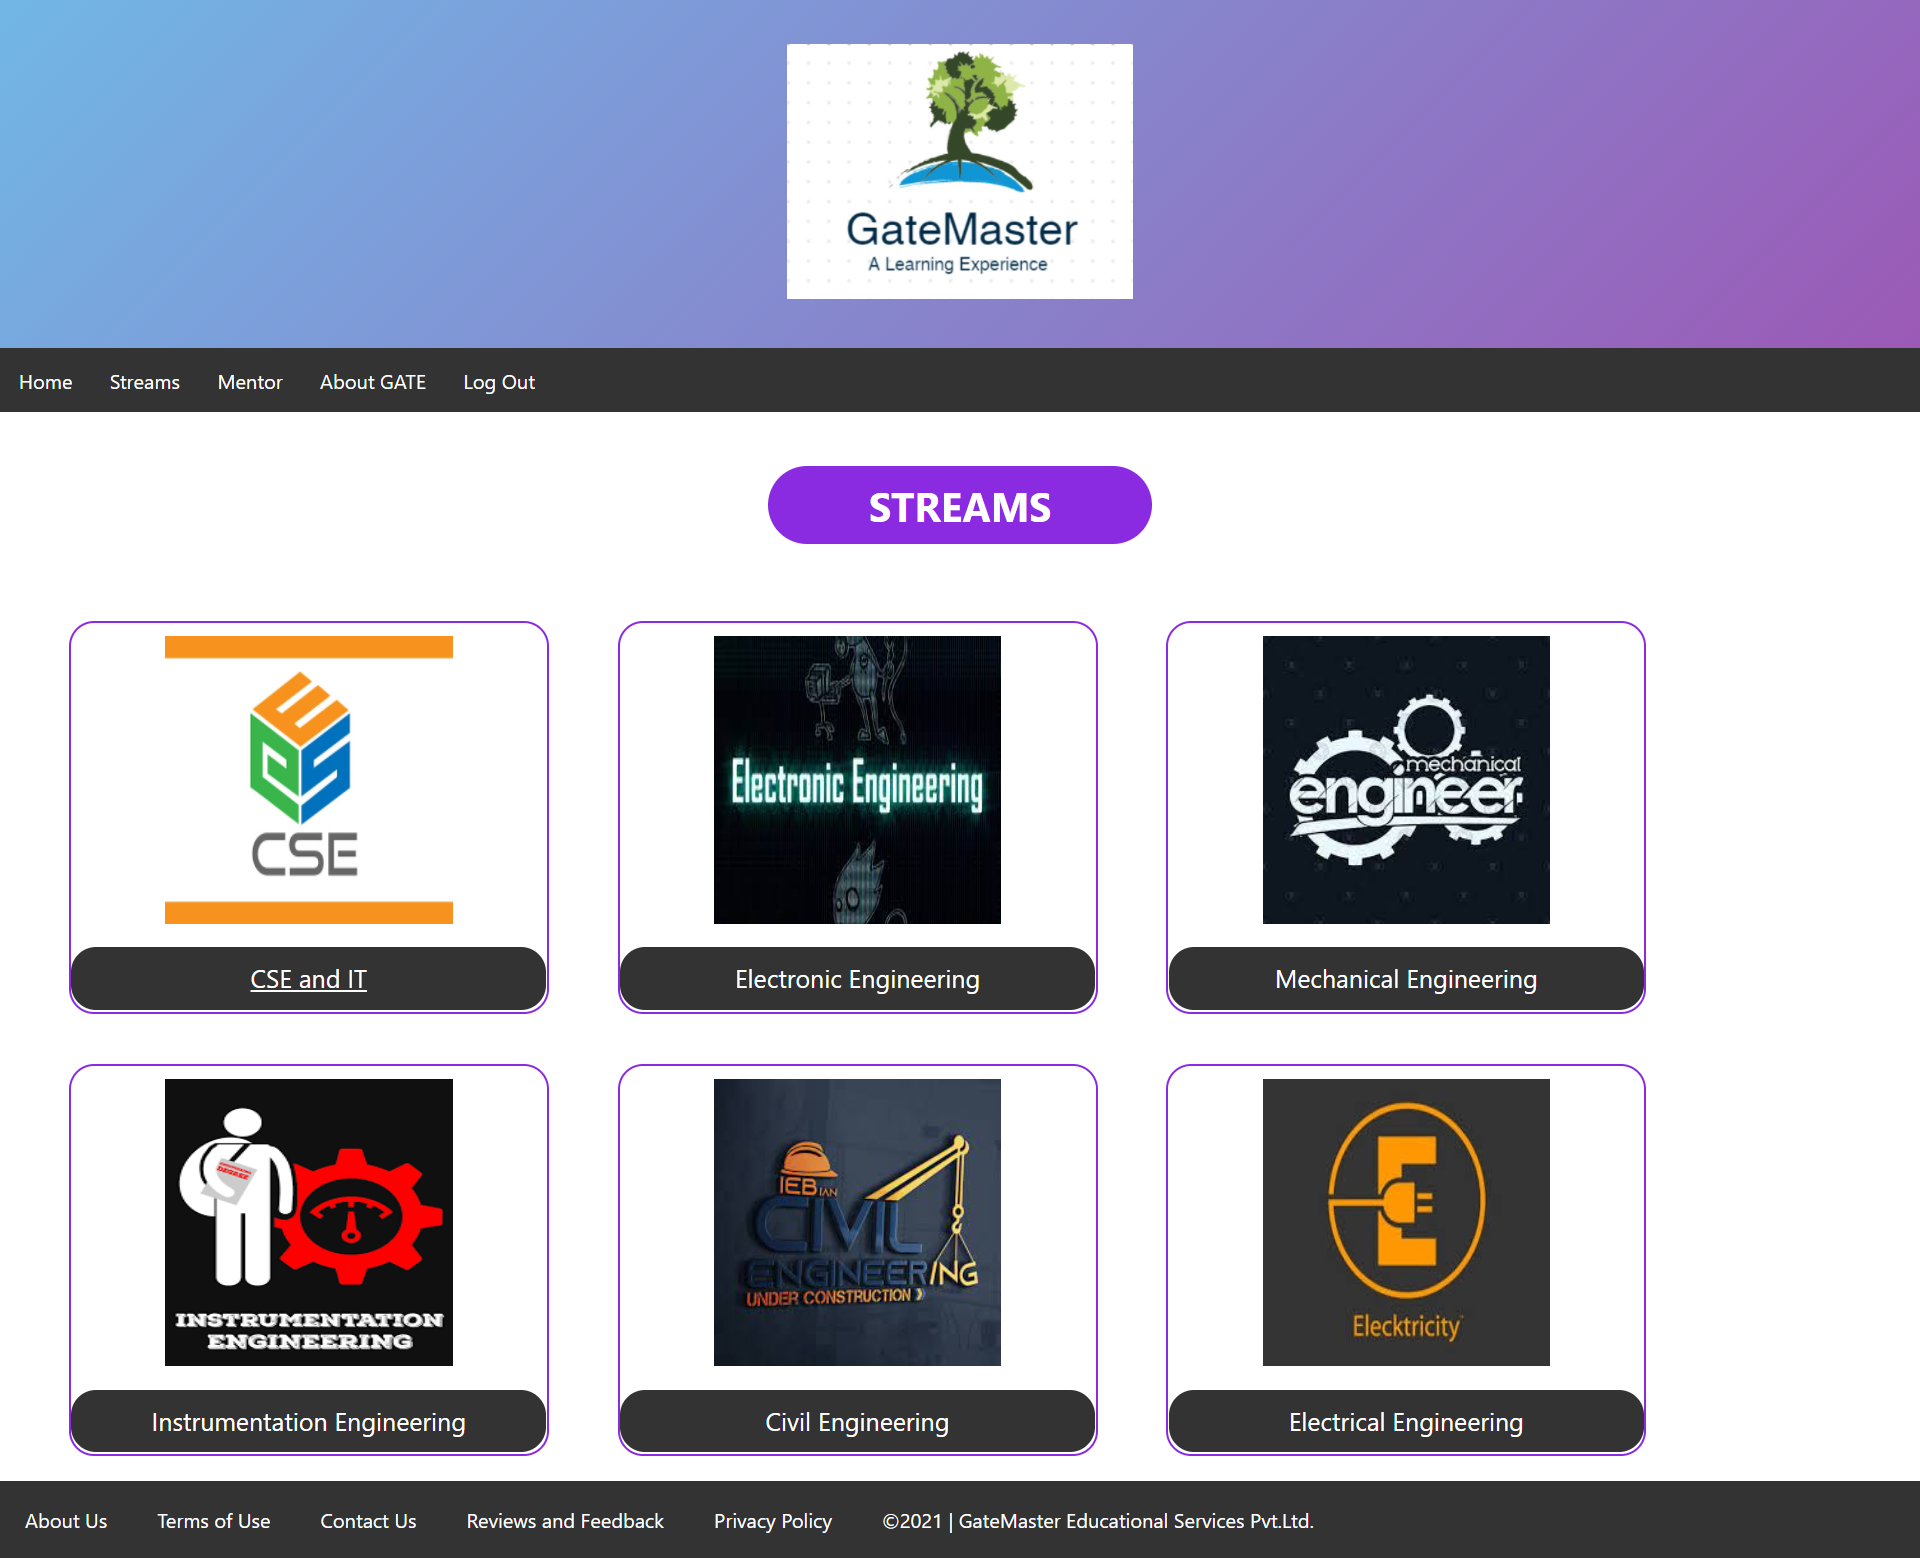 GateMaster
A Learning Experience
Home Streams Mentor About GATE Log Out
STREAMS
CSE
CSE and IT
Electronic Engineering
Electronic Engineering
mechanical
engineer
Mechanical Engineering
DEGREE
INSTRUMENTATION
ENGINEERING
Instrumentation Engineering
IEBIAN
CIVIL
ENGINEERING
UNDER CONSTRUCTION
Civil Engineering
E
Elecktricity
Electrical Engineering
About Us Terms of Use Contact Us Reviews and Feedback Privacy Policy ©2021 | GateMaster Educational Services Pvt.Ltd.